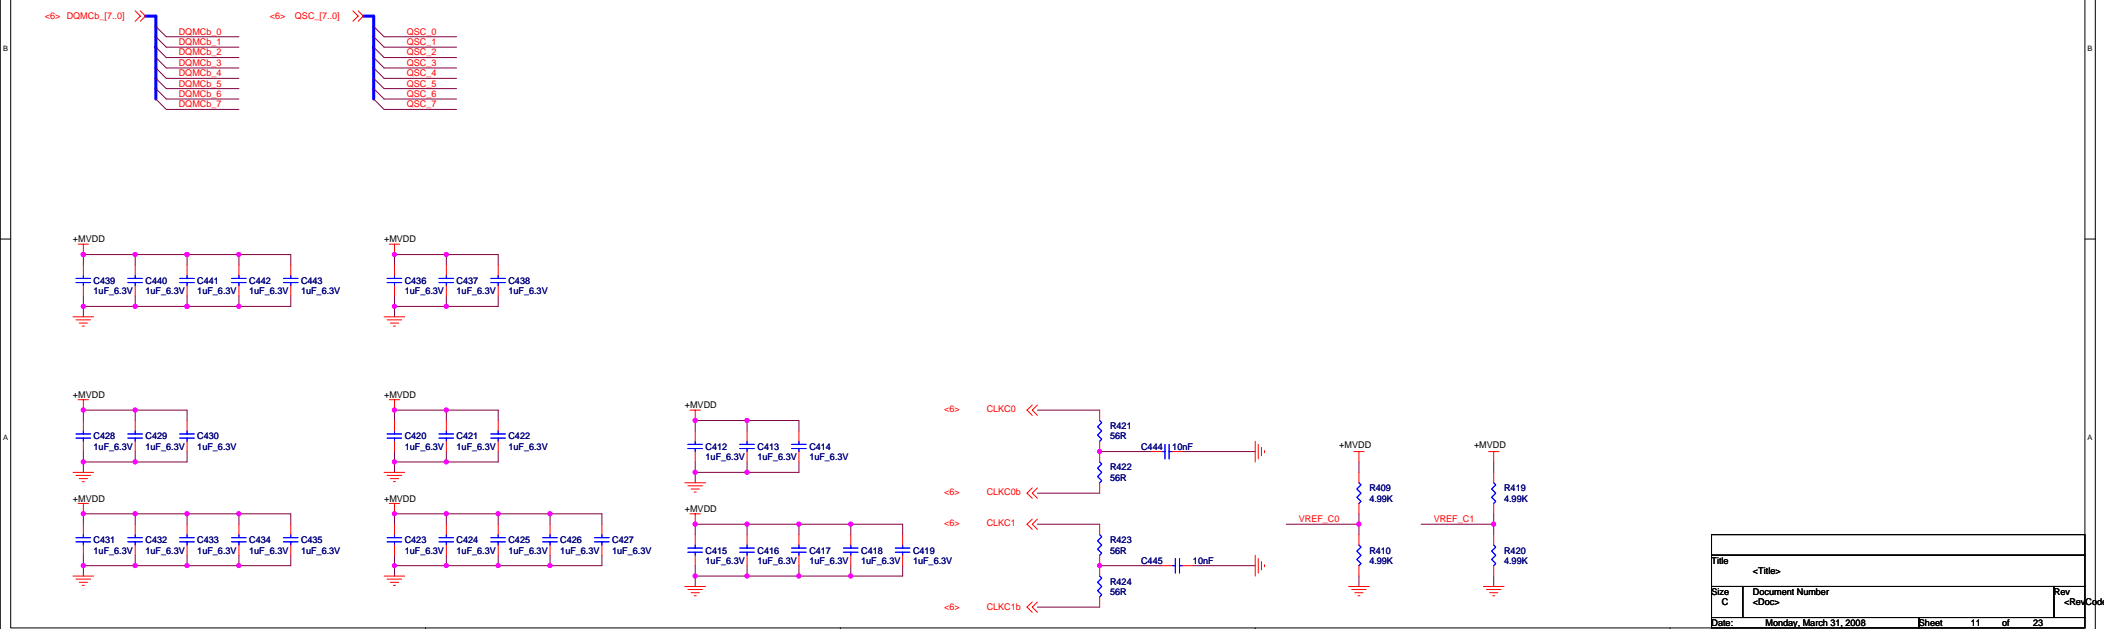 <6> DQMCb_[7..0]
<6> QSC_[7..0]
DQMCb_0 QSC_0
DQMCb_1 QSC_1
B DQMCb_2 QSC_2 B
DQMCb_3 QSC_3
DQMCb_4 QSC_4
DQMCb_5 QSC_5
DQMCb_6 QSC_6
DQMCb_7 QSC_7
+MVDD +MVDD
C439 C440 C441 C442 C443 C436 C437 C438
1uF_6.3V 1uF_6.3V 1uF_6.3V 1uF_6.3V 1uF_6.3V 1uF_6.3V 1uF_6.3V 1uF_6.3V
+MVDD +MVDD
+MVDD <6> CLKC0
R421
56R
A C428 C429 C430 C420 C421 C422 A
1uF_6.3V 1uF_6.3V 1uF_6.3V 1uF_6.3V 1uF_6.3V 1uF_6.3V
C412 C413 C414 C444 10nF +MVDD +MVDD
1uF_6.3V 1uF_6.3V 1uF_6.3V
R422
56R
<6> CLKC0b
R409 R419
4.99K 4.99K
+MVDD +MVDD
+MVDD
<6> CLKC1 VREF_C0 VREF_C1
C431 C432 C433 C434 C435 C423 C424 C425 C426 C427
1uF_6.3V 1uF_6.3V 1uF_6.3V 1uF_6.3V 1uF_6.3V 1uF_6.3V 1uF_6.3V 1uF_6.3V 1uF_6.3V 1uF_6.3V
R423
56R
C415 C416 C417 C418 C419 R410 R420
1uF_6.3V 1uF_6.3V 1uF_6.3V 1uF_6.3V 1uF_6.3V C445 10nF 4.99K 4.99K
R424
56R
<6> CLKC1b
Title
<Title>
Size Document Number Rev
C <Doc> <RevCode
Date: Monday, March 31, 2008 Sheet 11 of 23